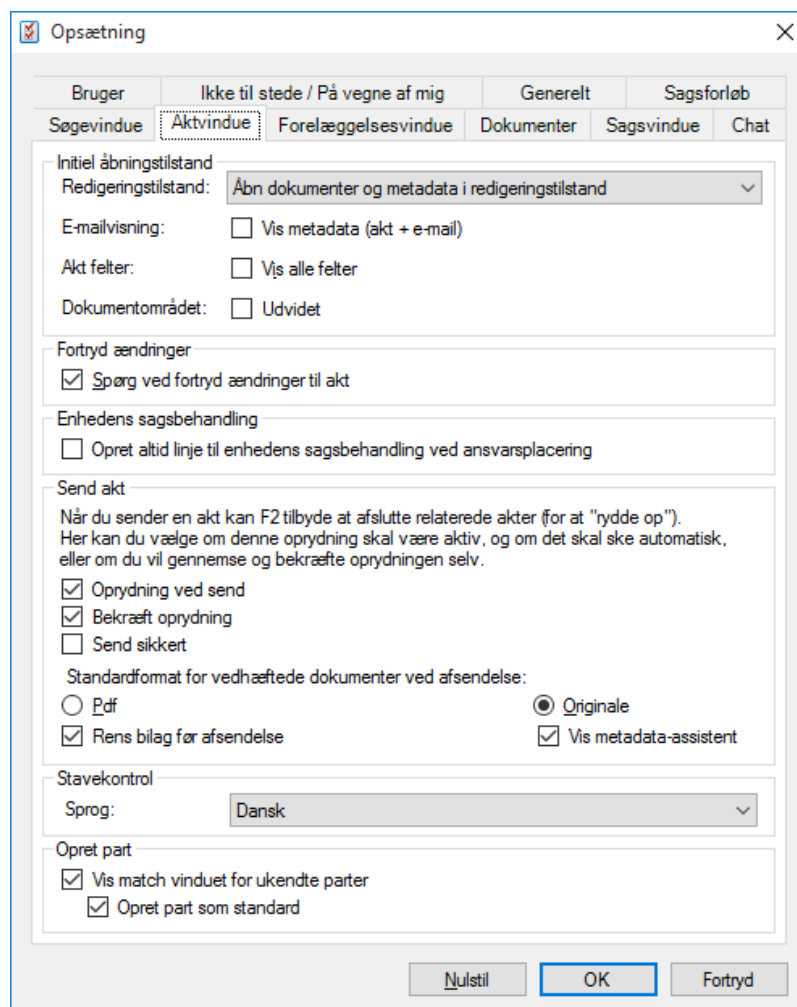 Opsætning
Bruger Ikke til stede / På vegne af mig Generelt Sagsforløb
Søgevindue Aktvindue Forelæggelsesvindue Dokumenter Sagsvindue Chat
Initiel åbningstilstand
Redigeringstilstand: Åbn dokumenter og metadata i redigeringstilstand
E-mailvisning: Vis metadata (akt + e-mail)
Akt felter: Vis alle felter
Dokumentområdet: Udvidet
Fortryd ændringer
Spørg ved fortryd ændringer til akt
Enhedens sagsbehandling
Opret altid linje til enhedens sagsbehandling ved ansvarsplacering
Send akt
Når du sender en akt kan F2 tilbyde at afslutte relaterede akter (for at "rydde op").
Her kan du vælge om denne oprydning skal være aktiv, og om det skal ske automatisk,
eller om du vil gennemse og bekræfte oprydningen selv.
Oprydning ved send
Bekræft oprydning
Send sikkert
Standardformat for vedhæftede dokumenter ved afsendelse:
Pdf Originale
Rens bilag før afsendelse Vis metadata-assistent
Stavekontrol
Sprog: Dansk
Opret part
Vis match vinduet for ukendte parter
Opret part som standard
Nulstil OK Fortryd